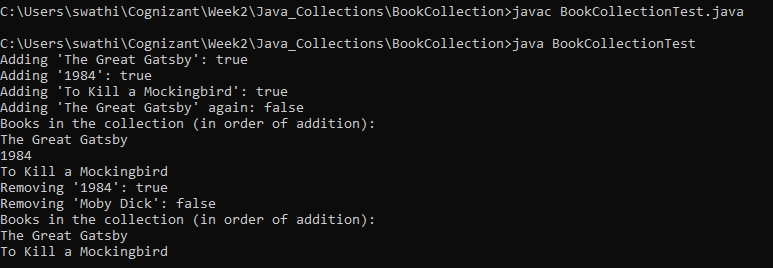 C:\Users\swathi\Cognizant\Week2\Java_Collections\BookCollection>javac BookCollectionTest.java
C:\Users\swathi\Cognizant\Week2\Java_Collections\BookCollection>java BookCollectionTest
Adding 'The Great Gatsby': true
Adding '1984': true
Adding 'To Kill a Mockingbird': true
Adding 'The Great Gatsby' again: false
Books in the collection (in order of addition):
The Great Gatsby
1984
To Kill a Mockingbird
Removing '1984': true
Removing 'Moby Dick': false
Books in the collection (in order of addition):
The Great Gatsby
To Kill a Mockingbird